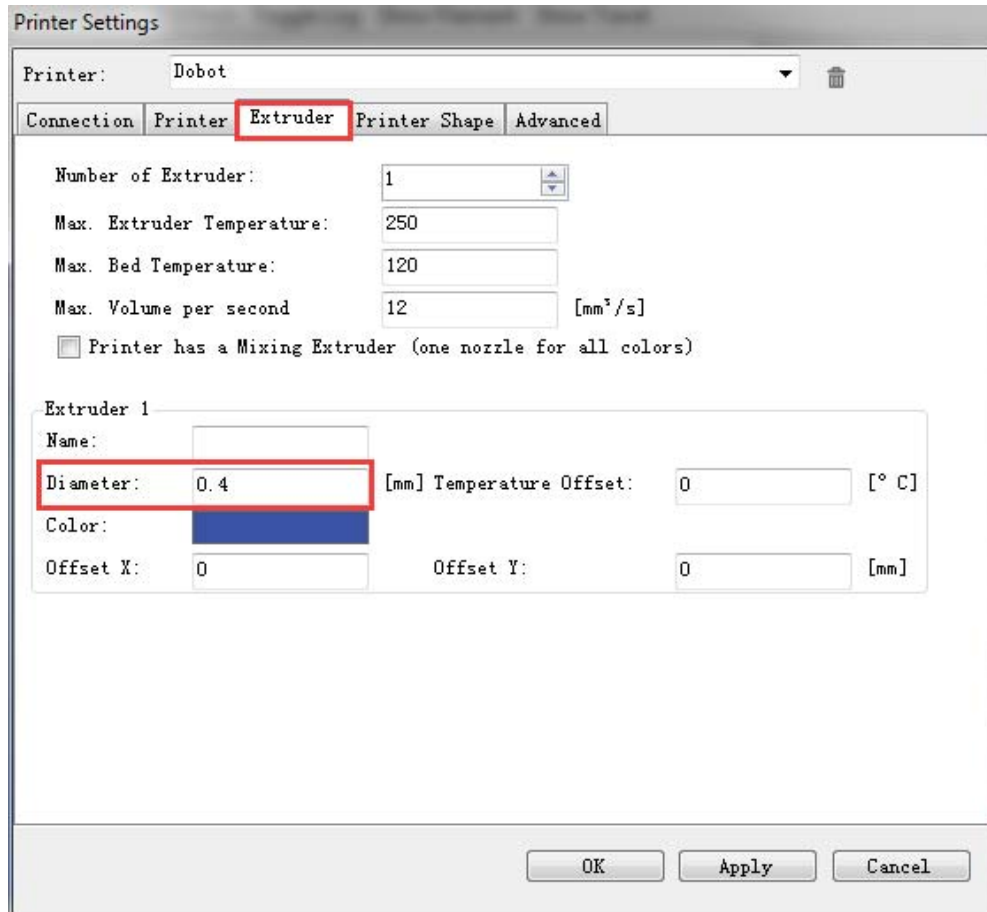 Printer Settings
Printer: Dobot
Connection Printer Extruder Printer Shape Advanced
Number of Extruder: 1
Max. Extruder Temperature: 250
Max. Bed Temperature: 120
Max. Volume per second 12 [mm³/s]
Printer has a Mixing Extruder (one nozzle for all colors)
Extruder 1
Name:
Diameter: 0.4 [mm] Temperature Offset: 0 [° C]
Color:
Offset X: 0 Offset Y: 0 [mm]
OK Apply Cancel